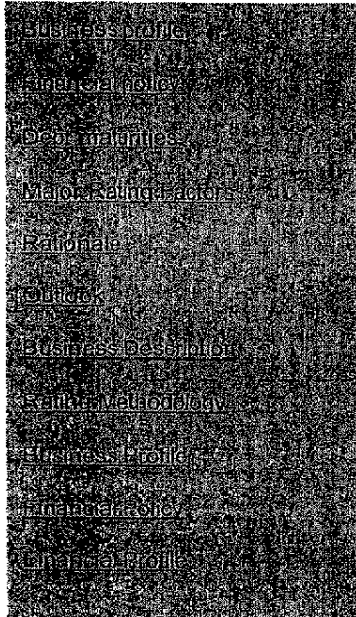 Business profile
Financial policy
Debt maturities
Major Rating Factors
Rationale
Outlook
Business Description
Rating Methodology
Business Profile
Financial Policy
Financial Profile